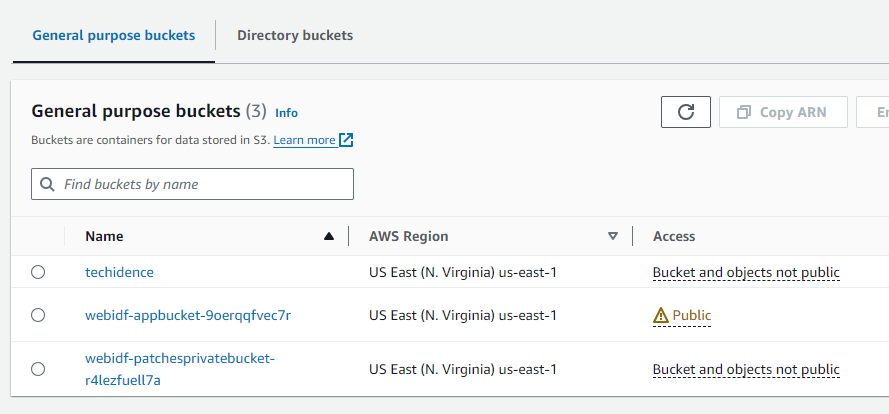 General purpose buckets
Directory buckets
General purpose buckets (3) Info
Copy ARN
Buckets are containers for data stored in S3. Learn more
Find buckets by name
Name
AWS Region
Access
techidence
US East (N. Virginia) us-east-1
Bucket and objects not public
webidf-appbucket-9oerqqfvec7r
US East (N. Virginia) us-east-1
Public
webidf-patchesprivatebucket-
r4lezfuell7a
US East (N. Virginia) us-east-1
Bucket and objects not public